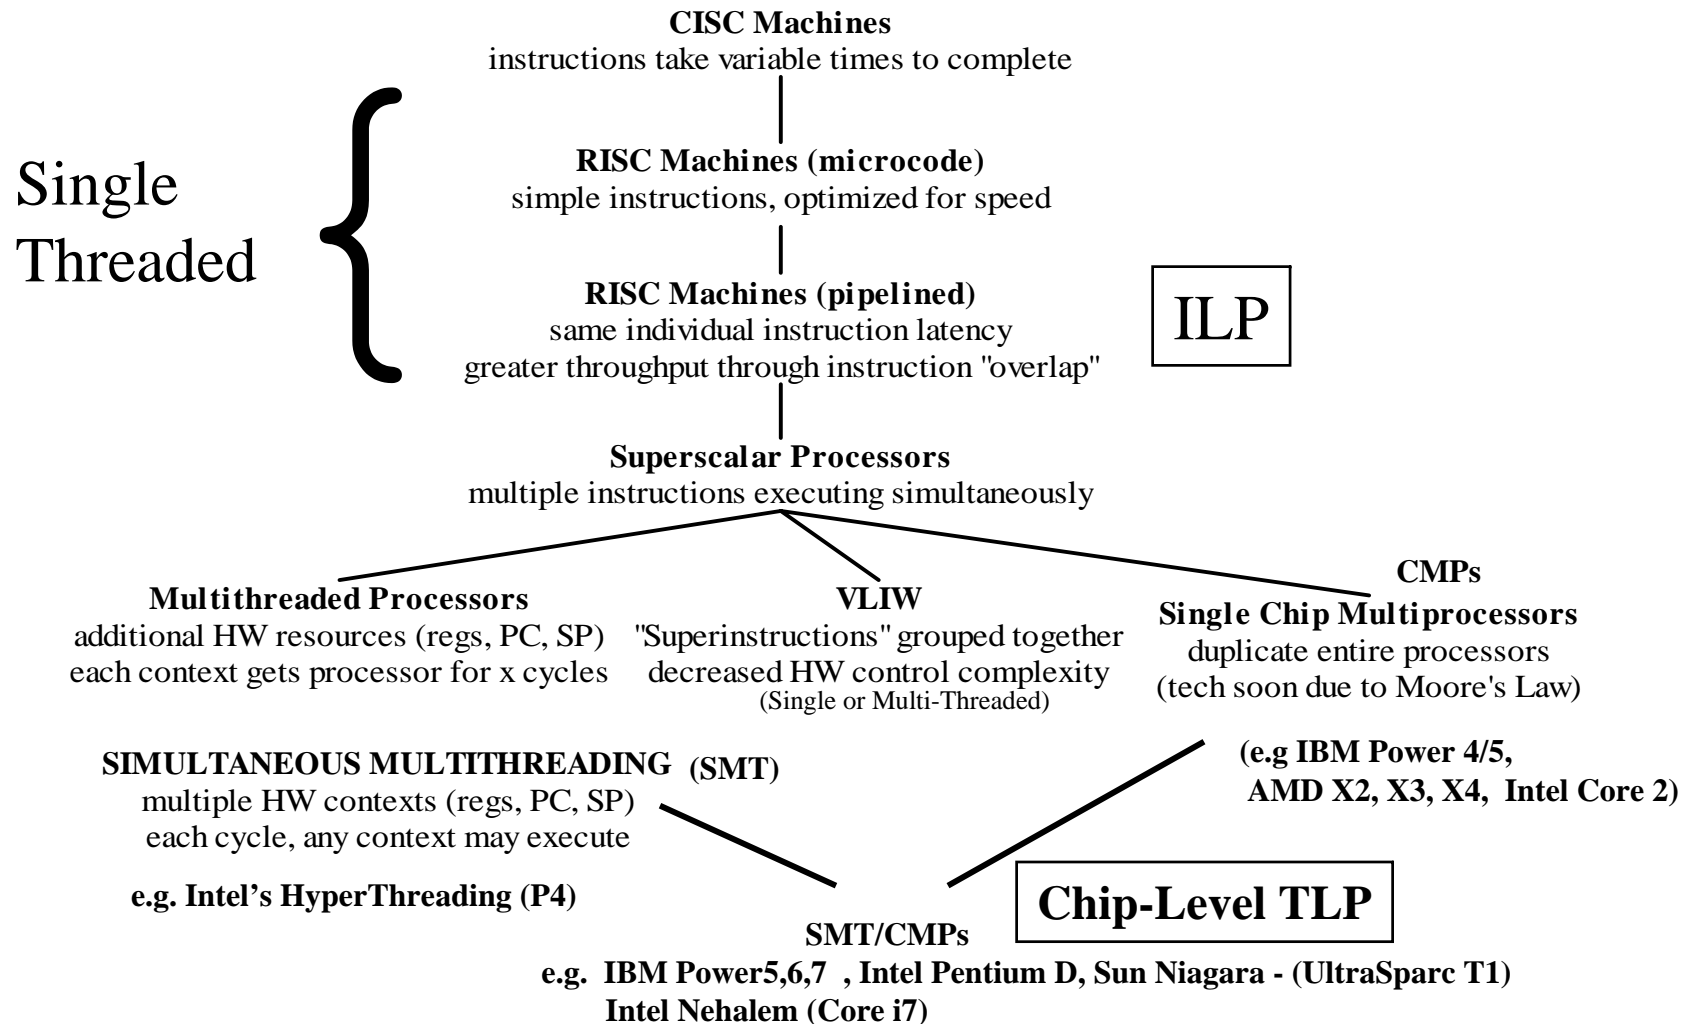 CISC Machines
instructions take variable times to complete
Single
Threaded
RISC Machines (microcode)
simple instructions, optimized for speed
RISC Machines (pipelined)
same individual instruction latency
greater throughput through instruction "overlap"
ILP
Superscalar Processors
multiple instructions executing simultaneously
Multithreaded Processors
additional HW resources (regs, PC, SP)
each context gets processor for x cycles
VLIW
"Superinstructions" grouped together
decreased HW control complexity
(Single or Multi-Threaded)
CMPs
Single Chip Multiprocessors
duplicate entire processors
(tech soon due to Moore's Law)
SIMULTANEOUS MULTITHREADING (SMT)
multiple HW contexts (regs, PC, SP)
each cycle, any context may execute
e.g. Intel’s HyperThreading (P4)
(e.g IBM Power 4/5,
AMD X2, X3, X4, Intel Core 2)
Chip-Level TLP
SMT/CMPs
e.g. IBM Power5,6,7 , Intel Pentium D, Sun Niagara - (UltraSparc T1)
Intel Nehalem (Core i7)